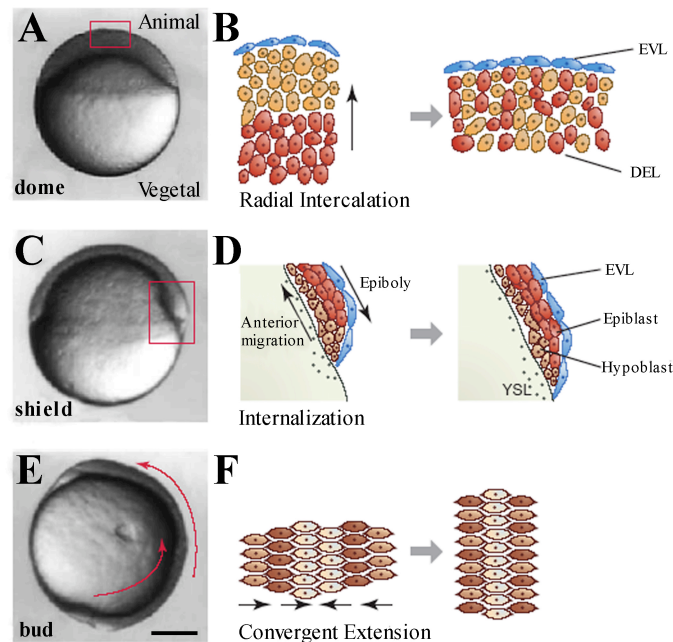 A
Animal
Vegetal
dome
B
EVL
DEL
Radial Intercalation
C
shield
D
Epiboly
Anterior
migration
EVL
Epiblast
Hypoblast
YSL
Internalization
E
bud
F
Convergent Extension